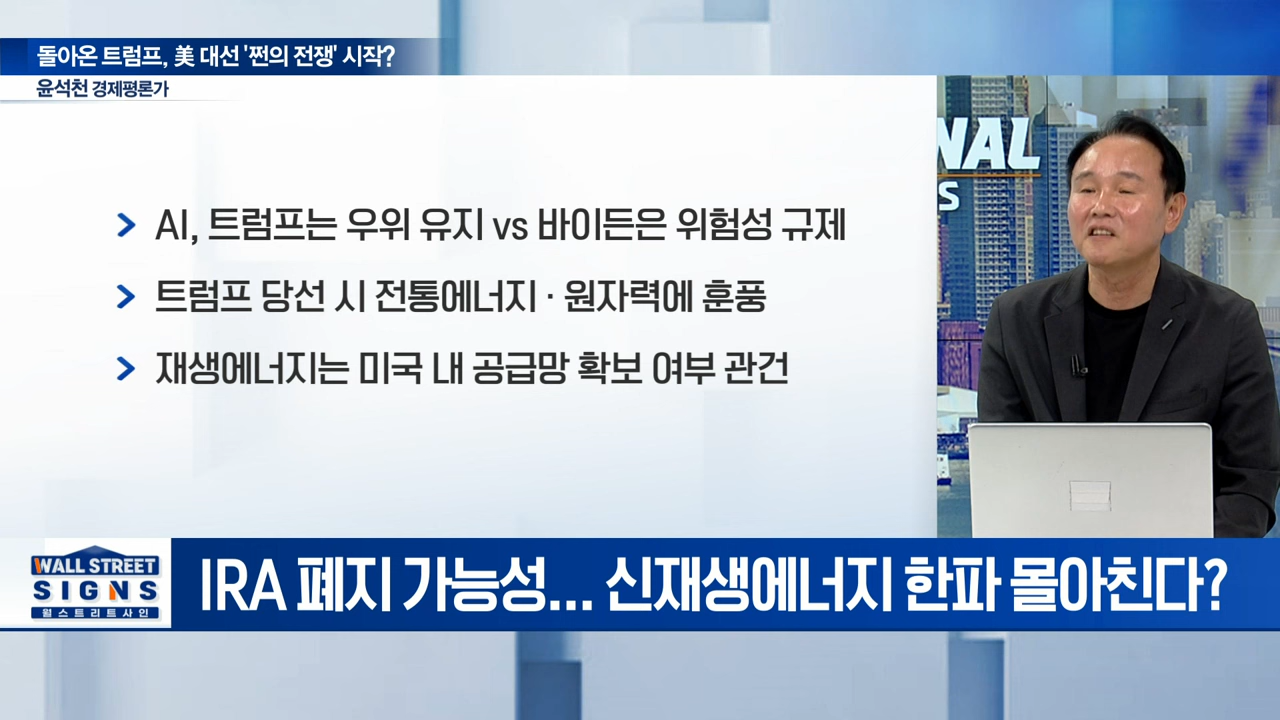 돌아온 트럼프, 美 대선 '쩐의 전쟁' 시작?
윤석천 경제평론가
AI, 트럼프는 우위 유지 vs 바이든은 위험성 규제
트럼프 당선 시 전통에너지·원자력에 훈풍
재생에너지는 미국 내 공급망 확보 여부 관건
NAL
S
WALL STREET
SIGNS
월스트리트사인
IRA 폐지 가능성... 신재생에너지 한파 몰아친다?